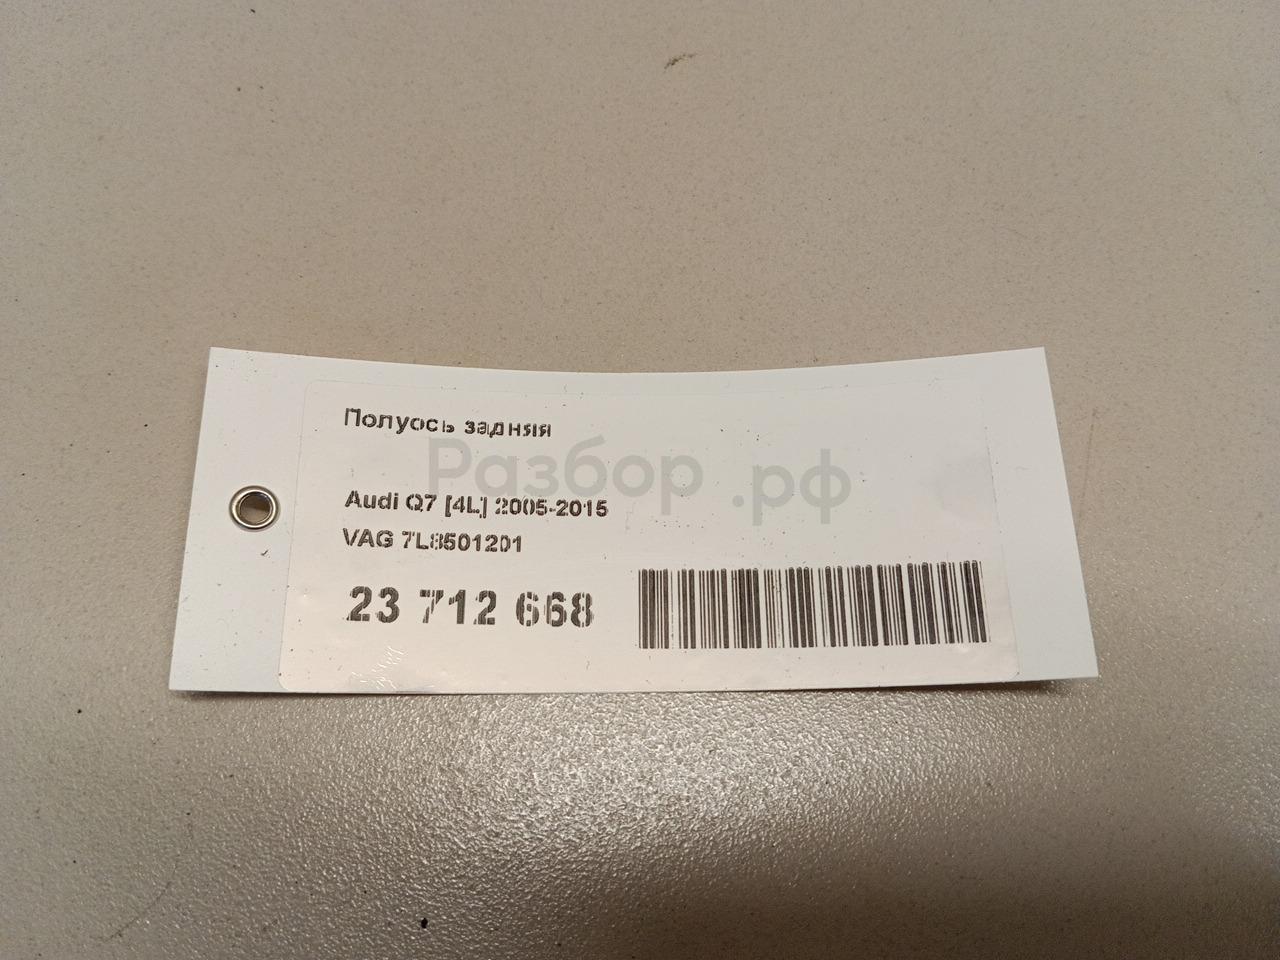 Полуось задняя
Разбор.рф
Audi Q7 [4L] 2005-2015
VAG 7L8501201
23 712 668